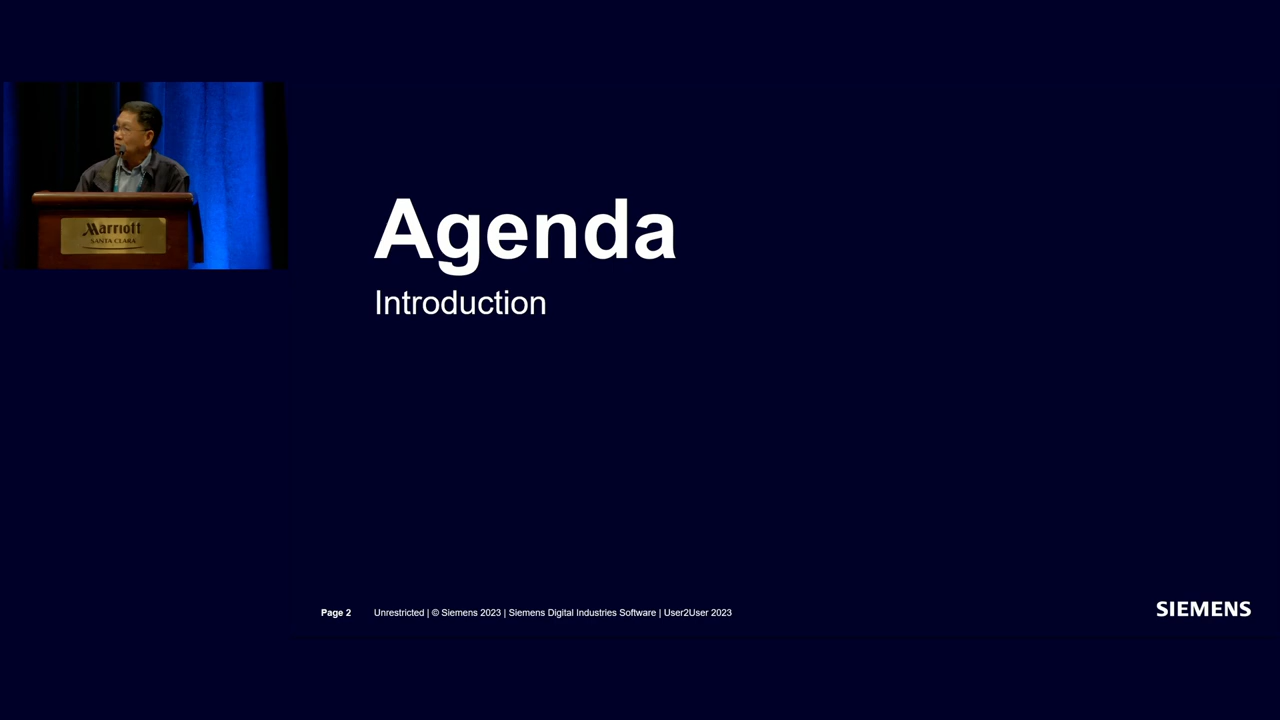 Marriott
SANTA CLARA
Agenda
Introduction
Page 2 Unrestricted | © Siemens 2023 | Siemens Digital Industries Software | User2User 2023
SIEMENS